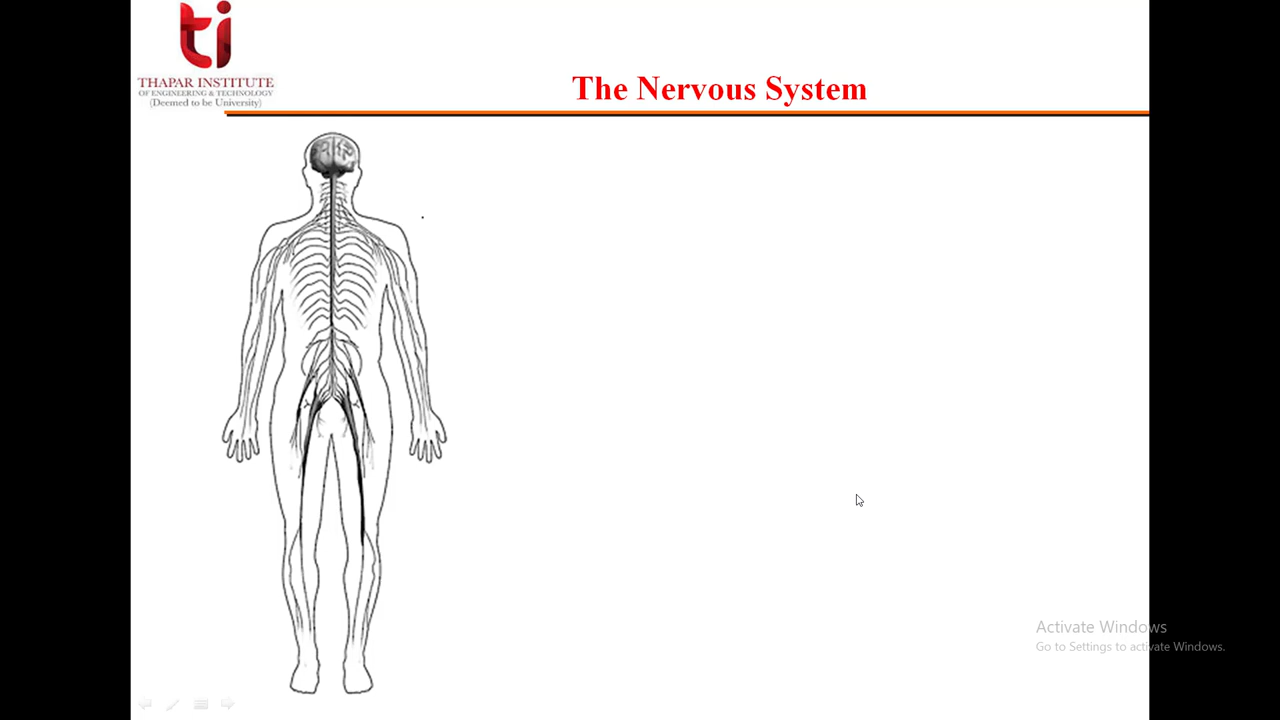 ti
THAPAR INSTITUTE
OF ENGINEERING & TECHNOLOGY
(Deemed to be University)
The Nervous System
Activate Windows
Go to Settings to activate Windows.